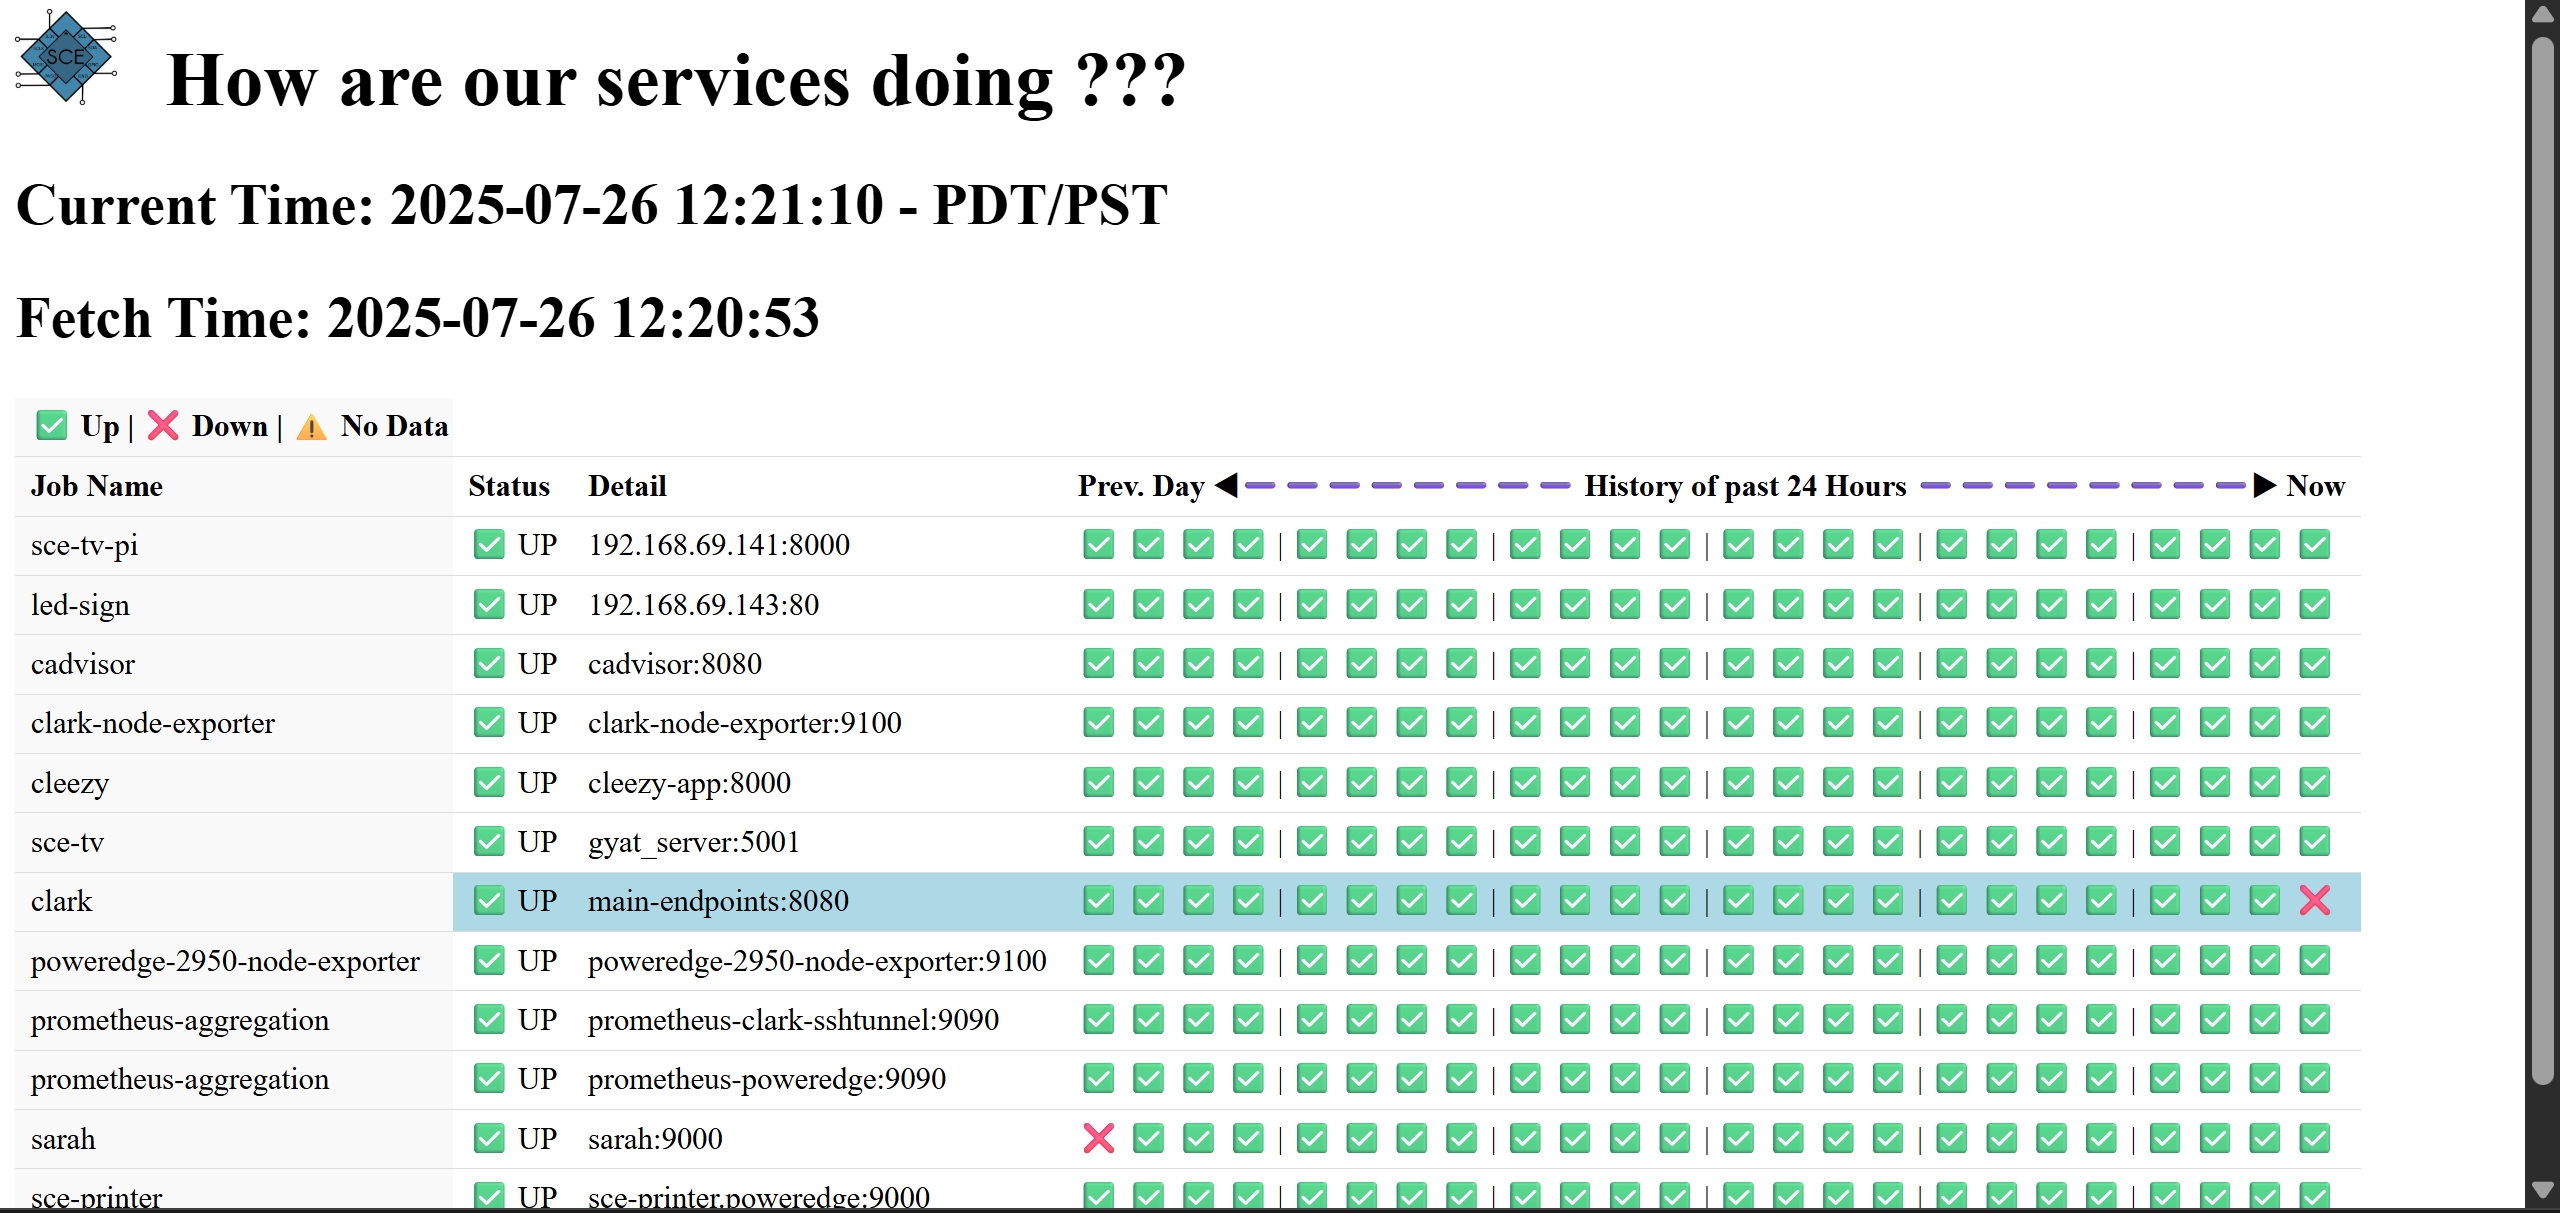 SCE
How are our services doing ???
Current Time: 2025-07-26 12:21:10 - PDT/PST
Fetch Time: 2025-07-26 12:20:53
✅ Up | ❌ Down | ⚠️ No Data
Job Name Status Detail Prev. Day ◀ History of past 24 Hours ▶ Now
sce-tv-pi ✅ UP 192.168.69.141:8000 ✅ ✅ ✅ ✅ | ✅ ✅ ✅ ✅ | ✅ ✅ ✅ ✅ | ✅ ✅ ✅ ✅ | ✅ ✅ ✅ ✅ | ✅ ✅ ✅ ✅
led-sign ✅ UP 192.168.69.143:80 ✅ ✅ ✅ ✅ | ✅ ✅ ✅ ✅ | ✅ ✅ ✅ ✅ | ✅ ✅ ✅ ✅ | ✅ ✅ ✅ ✅ | ✅ ✅ ✅ ✅
cadvisor ✅ UP cadvisor:8080 ✅ ✅ ✅ ✅ | ✅ ✅ ✅ ✅ | ✅ ✅ ✅ ✅ | ✅ ✅ ✅ ✅ | ✅ ✅ ✅ ✅ | ✅ ✅ ✅ ✅
clark-node-exporter ✅ UP clark-node-exporter:9100 ✅ ✅ ✅ ✅ | ✅ ✅ ✅ ✅ | ✅ ✅ ✅ ✅ | ✅ ✅ ✅ ✅ | ✅ ✅ ✅ ✅ | ✅ ✅ ✅ ✅
cleezy ✅ UP cleezy-app:8000 ✅ ✅ ✅ ✅ | ✅ ✅ ✅ ✅ | ✅ ✅ ✅ ✅ | ✅ ✅ ✅ ✅ | ✅ ✅ ✅ ✅ | ✅ ✅ ✅ ✅
sce-tv ✅ UP gyat_server:5001 ✅ ✅ ✅ ✅ | ✅ ✅ ✅ ✅ | ✅ ✅ ✅ ✅ | ✅ ✅ ✅ ✅ | ✅ ✅ ✅ ✅ | ✅ ✅ ✅ ✅
clark ✅ UP main-endpoints:8080 ✅ ✅ ✅ ✅ | ✅ ✅ ✅ ✅ | ✅ ✅ ✅ ✅ | ✅ ✅ ✅ ✅ | ✅ ✅ ✅ ✅ | ✅ ✅ ✅ ❌
poweredge-2950-node-exporter ✅ UP poweredge-2950-node-exporter:9100 ✅ ✅ ✅ ✅ | ✅ ✅ ✅ ✅ | ✅ ✅ ✅ ✅ | ✅ ✅ ✅ ✅ | ✅ ✅ ✅ ✅ | ✅ ✅ ✅ ✅
prometheus-aggregation ✅ UP prometheus-clark-sshtunnel:9090 ✅ ✅ ✅ ✅ | ✅ ✅ ✅ ✅ | ✅ ✅ ✅ ✅ | ✅ ✅ ✅ ✅ | ✅ ✅ ✅ ✅ | ✅ ✅ ✅ ✅
prometheus-aggregation ✅ UP prometheus-poweredge:9090 ✅ ✅ ✅ ✅ | ✅ ✅ ✅ ✅ | ✅ ✅ ✅ ✅ | ✅ ✅ ✅ ✅ | ✅ ✅ ✅ ✅ | ✅ ✅ ✅ ✅
sarah ✅ UP sarah:9000 ❌ ✅ ✅ ✅ | ✅ ✅ ✅ ✅ | ✅ ✅ ✅ ✅ | ✅ ✅ ✅ ✅ | ✅ ✅ ✅ ✅ | ✅ ✅ ✅ ✅
sce-printer ✅ UP sce-printer.poweredge:9000 ✅ ✅ ✅ ✅ | ✅ ✅ ✅ ✅ | ✅ ✅ ✅ ✅ | ✅ ✅ ✅ ✅ | ✅ ✅ ✅ ✅ | ✅ ✅ ✅ ✅